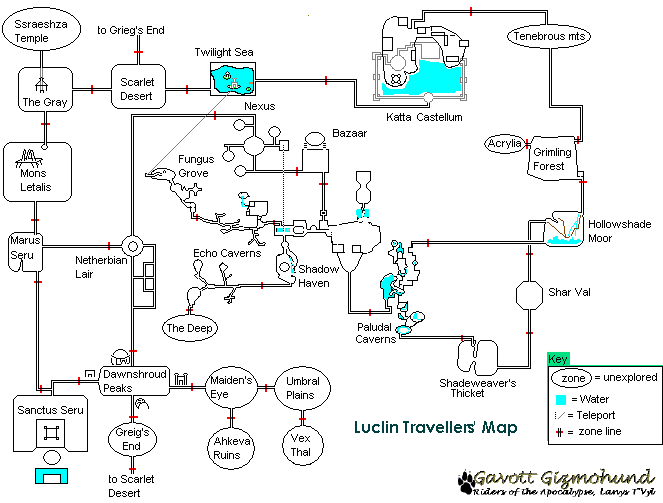 Ssraeshza
Temple
to Grieg's End
Twilight Sea
Tenebrous mts
The Gray
Scarlet
Desert
Nexus
Katta Castellum
Bazaar
Acrylia
Grimling
Forest
Mons
Letalis
Fungus
Grove
Hollowshade
Moor
Marus
Seru
Netherbian
Lair
Echo Caverns
Shadow
Haven
Shar Val
The Deep
Paludal
Caverns
Key
zone = unexplored
= Water
= Teleport
= zone line
Dawnshroud
Peaks
Maiden's
Eye
Umbral
Plains
Shadeweaver's
Thicket
Sanctus Seru
Greig's
End
Ahkeva
Ruins
Vex
Thal
Luclin Travellers' Map
to Scarlet
Desert
Gavott Gizmohund
Riders of the Apocalypse, Lanys T'Vyl